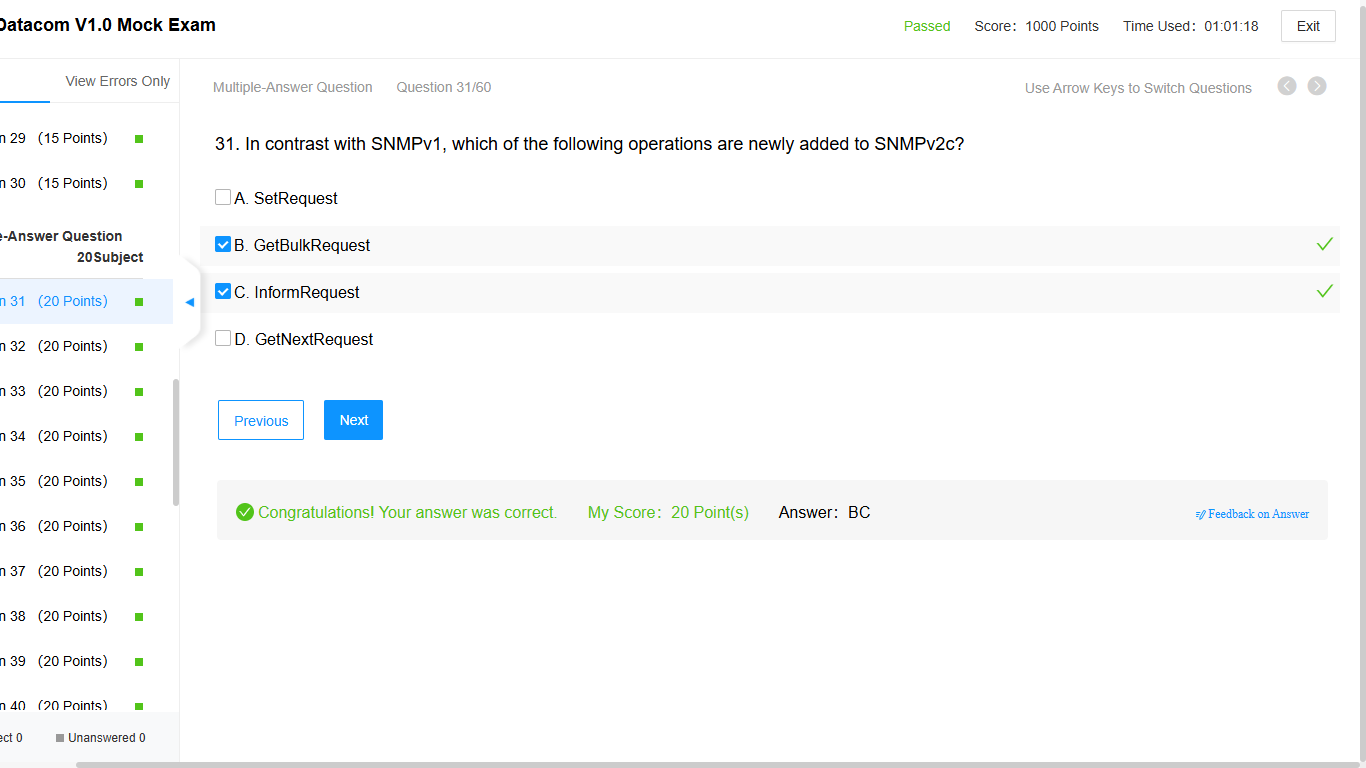 Datacom V1.0 Mock Exam
Passed Score：1000 Points Time Used：01:01:18 Exit
View Errors Only
Multiple-Answer Question Question 31/60 Use Arrow Keys to Switch Questions
n 29 (15 Points)
n 30 (15 Points)
e-Answer Question
20Subject
n 31 (20 Points)
n 32 (20 Points)
n 33 (20 Points)
n 34 (20 Points)
n 35 (20 Points)
n 36 (20 Points)
n 37 (20 Points)
n 38 (20 Points)
n 39 (20 Points)
n 40 (20 Points)
ect 0 Unanswered 0
31. In contrast with SNMPv1, which of the following operations are newly added to SNMPv2c?
A. SetRequest
B. GetBulkRequest
C. InformRequest
D. GetNextRequest
Previous Next
Congratulations! Your answer was correct. My Score：20 Point(s) Answer：BC Feedback on Answer